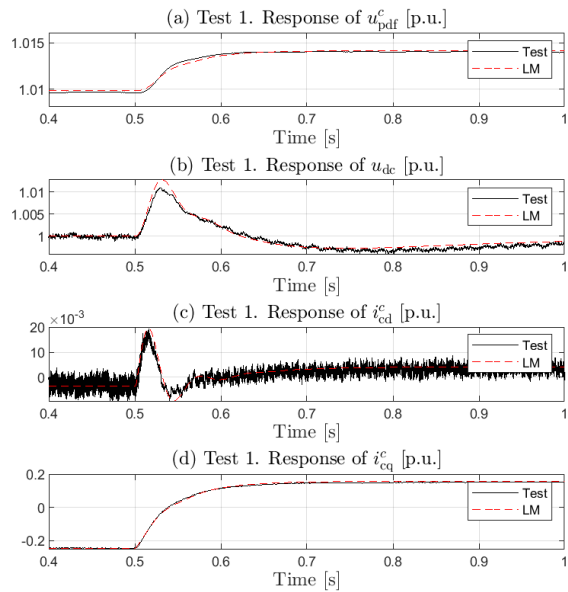 (a) Test 1. Response of u^c_pdf [p.u.]
1.015
1.01
Test
LM
0.4 0.5 0.6 0.7 0.8 0.9 1
Time [s]
(b) Test 1. Response of u_dc [p.u.]
1.01
1.005
1
Test
LM
0.4 0.5 0.6 0.7 0.8 0.9 1
Time [s]
(c) Test 1. Response of i^c_cd [p.u.]
×10^-3
20
10
0
Test
LM
0.4 0.5 0.6 0.7 0.8 0.9 1
Time [s]
(d) Test 1. Response of i^c_cq [p.u.]
0.2
0
-0.2
Test
LM
0.4 0.5 0.6 0.7 0.8 0.9 1
Time [s]